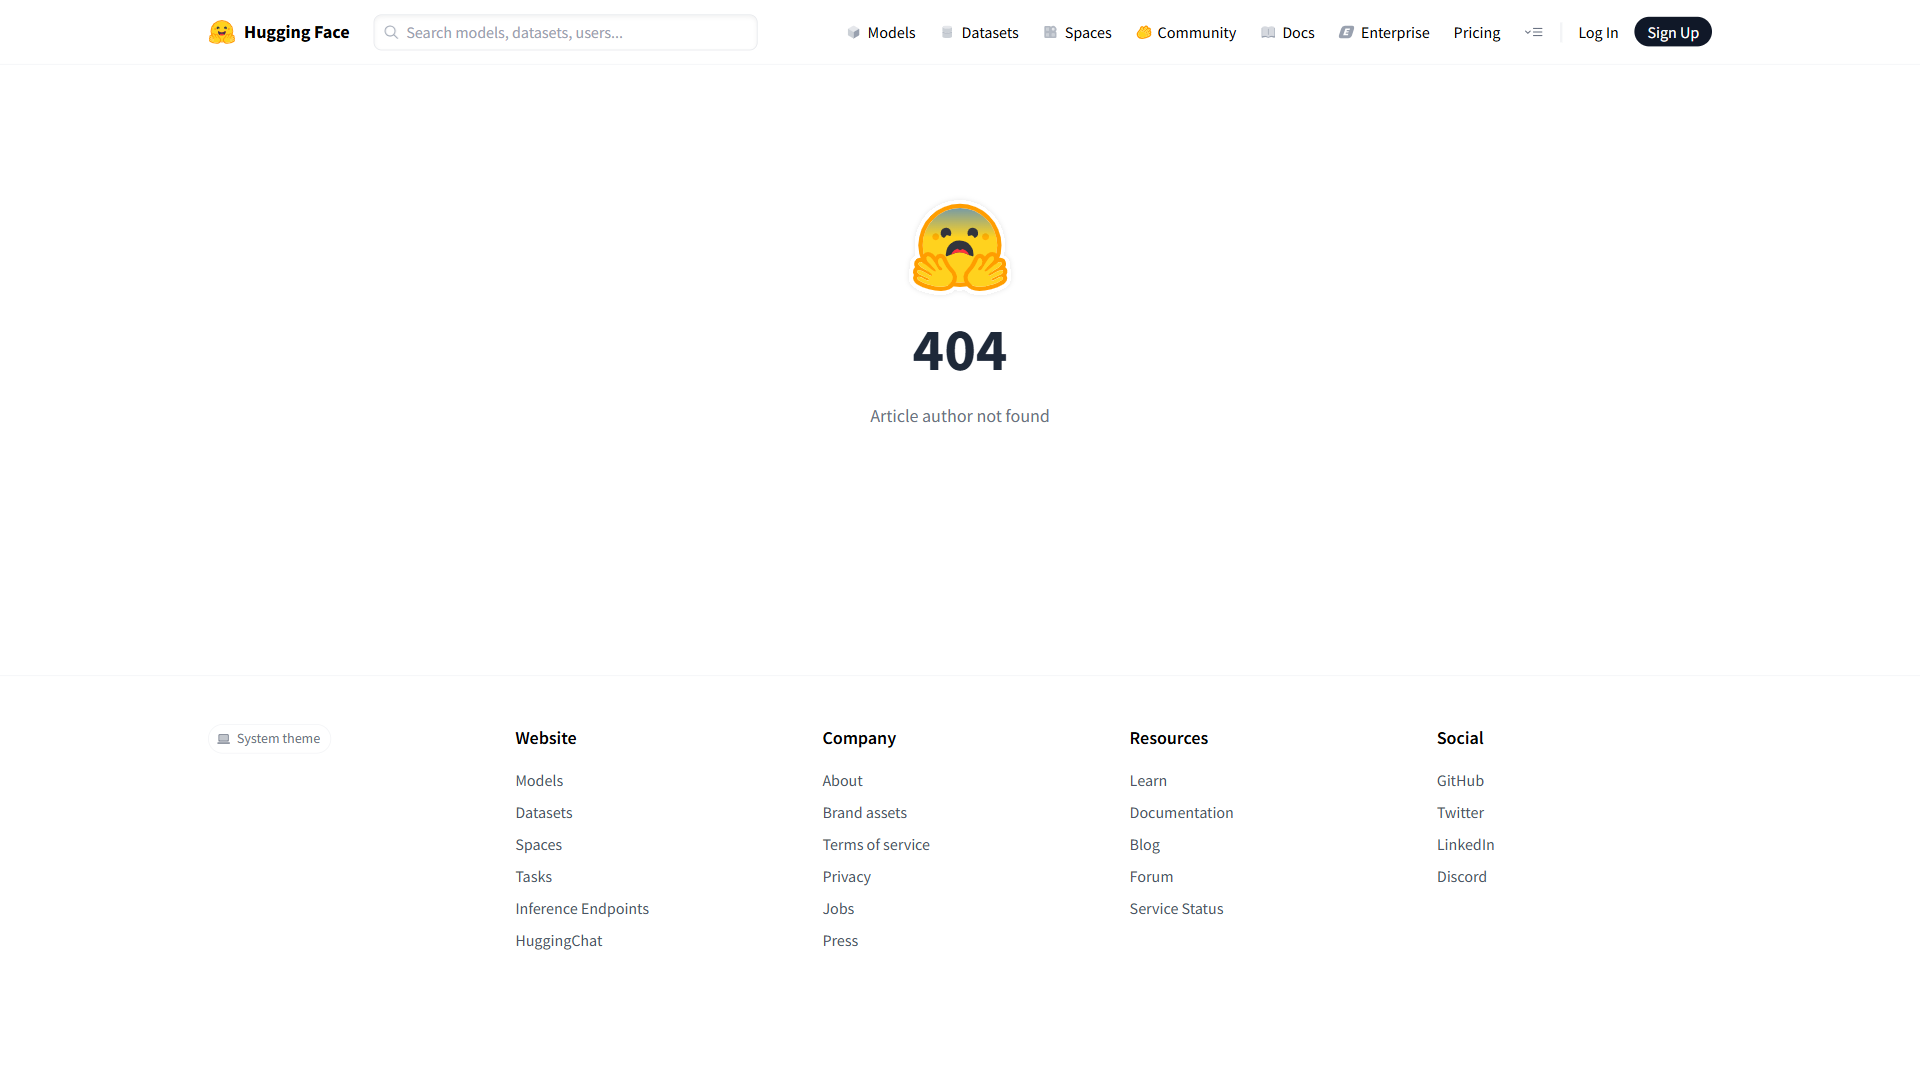 Hugging Face
Search models, datasets, users...
Models
Datasets
Spaces
Community
Docs
Enterprise
Pricing
Log In
Sign Up
404
Article author not found
System theme
Website
Models
Datasets
Spaces
Tasks
Inference Endpoints
HuggingChat
Company
About
Brand assets
Terms of service
Privacy
Jobs
Press
Resources
Learn
Documentation
Blog
Forum
Service Status
Social
GitHub
Twitter
LinkedIn
Discord